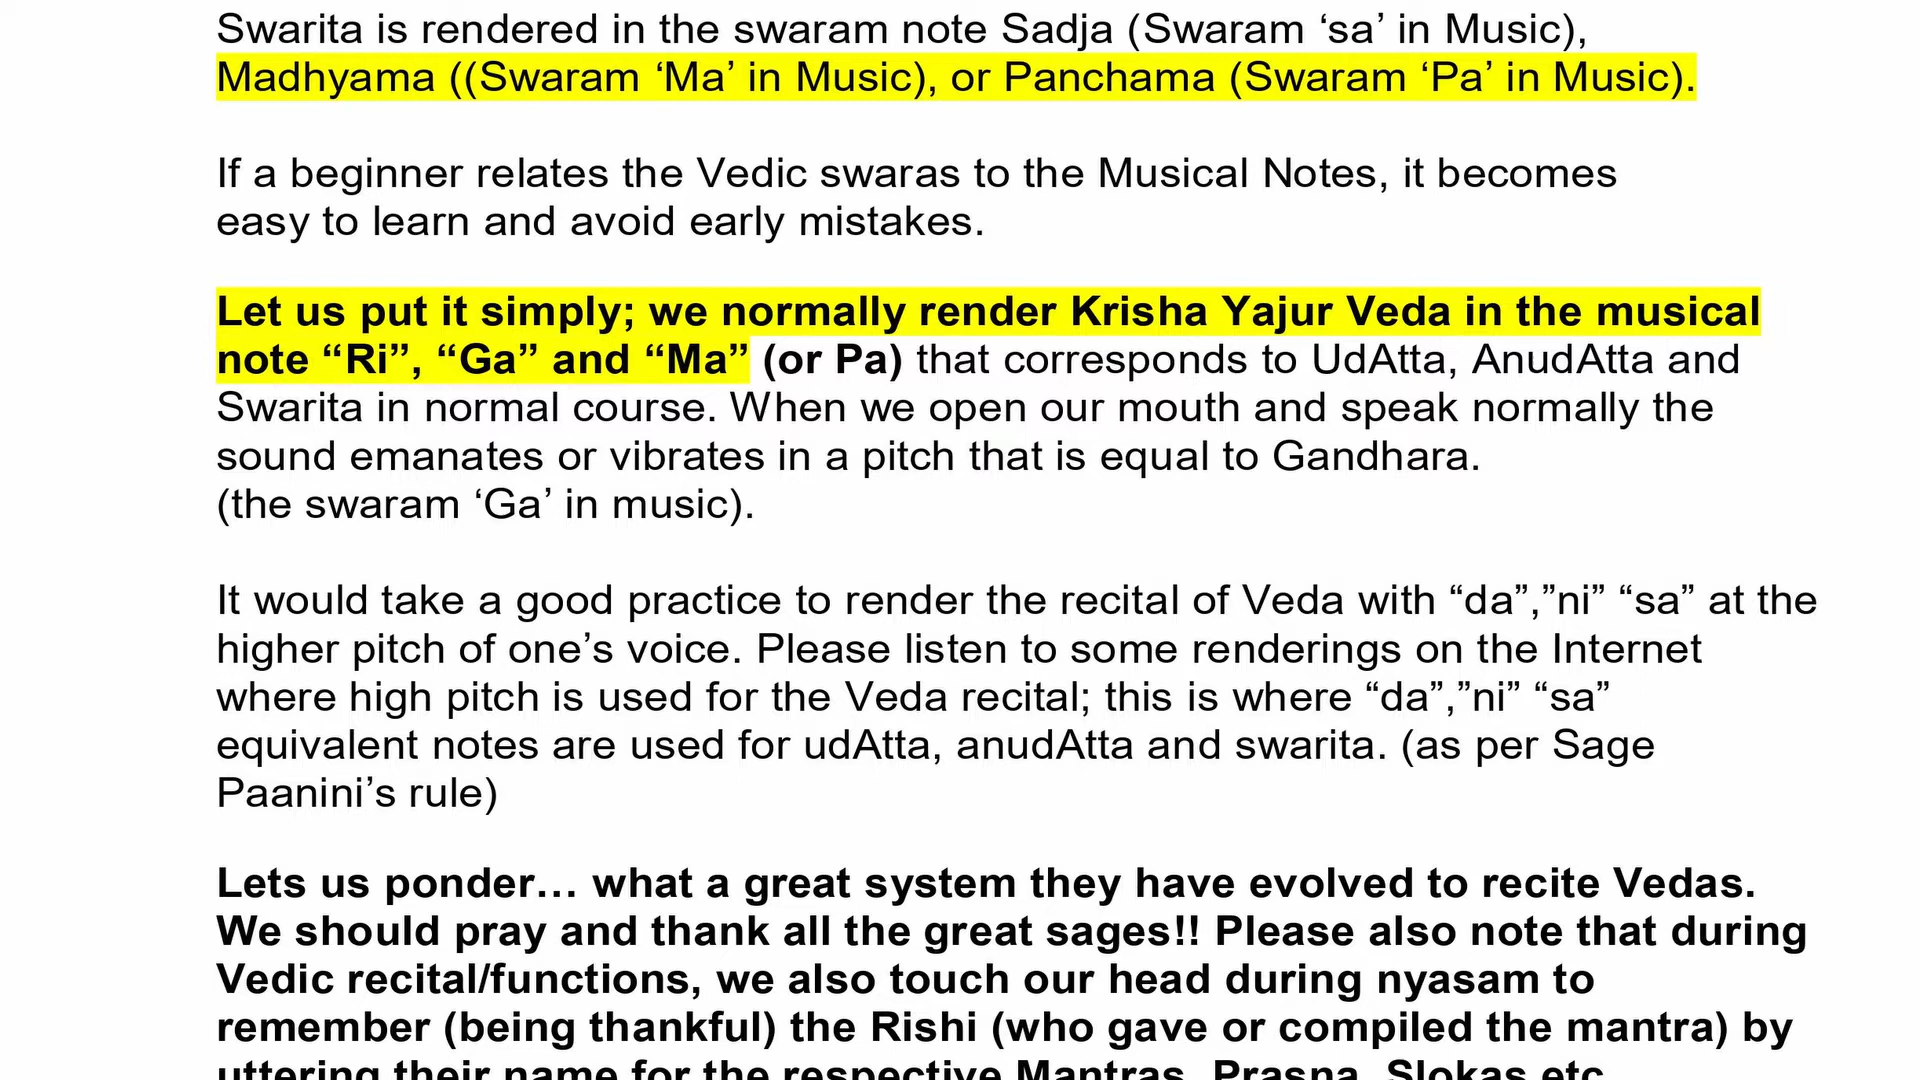 Swarita is rendered in the swaram note Sadja (Swaram ‘sa’ in Music),
Madhyama ((Swaram ‘Ma’ in Music), or Panchama (Swaram ‘Pa’ in Music).
If a beginner relates the Vedic swaras to the Musical Notes, it becomes
easy to learn and avoid early mistakes.
Let us put it simply; we normally render Krisha Yajur Veda in the musical
note “Ri”, “Ga” and “Ma” (or Pa) that corresponds to UdAtta, AnudAtta and
Swarita in normal course. When we open our mouth and speak normally the
sound emanates or vibrates in a pitch that is equal to Gandhara.
(the swaram ‘Ga’ in music).
It would take a good practice to render the recital of Veda with “da”,”ni” “sa” at the
higher pitch of one’s voice. Please listen to some renderings on the Internet
where high pitch is used for the Veda recital; this is where “da”,”ni” “sa”
equivalent notes are used for udAtta, anudAtta and swarita. (as per Sage
Paanini’s rule)
Lets us ponder… what a great system they have evolved to recite Vedas.
We should pray and thank all the great sages!! Please also note that during
Vedic recital/functions, we also touch our head during nyasam to
remember (being thankful) the Rishi (who gave or compiled the mantra) by
uttering their name for the respective Mantras, Prasna, Slokas etc